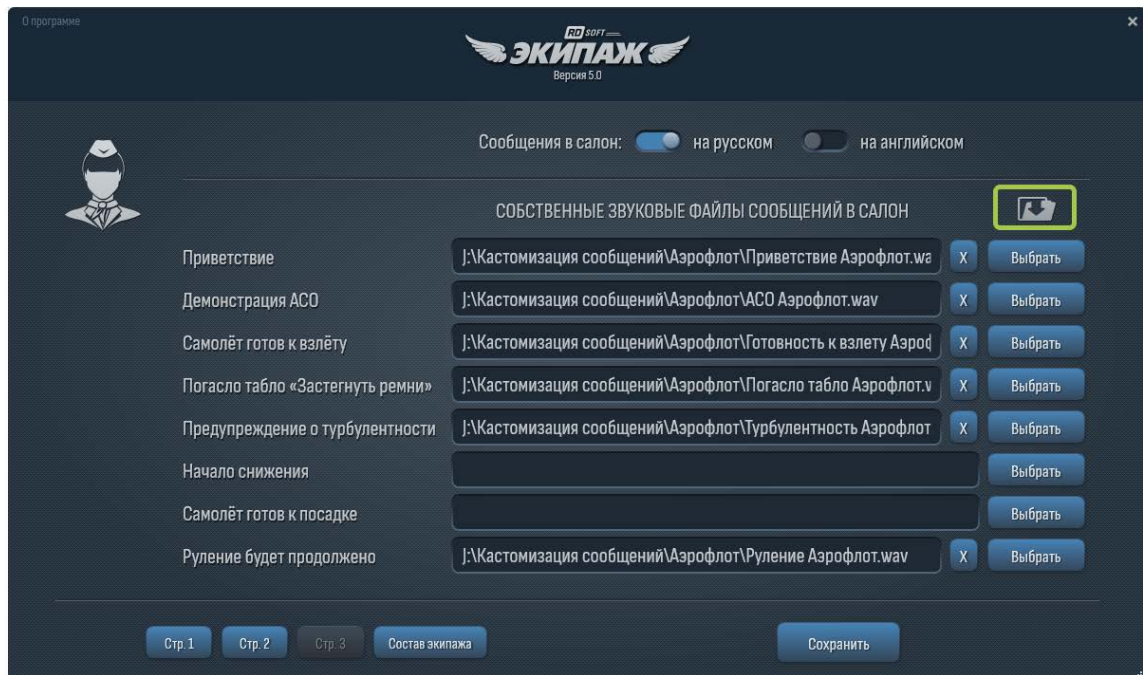 О программе
×
RD SOFT
ЭКИПАЖ
Версия 5.0
Сообщения в салон: на русском на английском
СОБСТВЕННЫЕ ЗВУКОВЫЕ ФАЙЛЫ СООБЩЕНИЙ В САЛОН
Приветствие J:\Кастомизация сообщений\Аэрофлот\Приветствие Аэрофлот.wa X Выбрать
Демонстрация АСО J:\Кастомизация сообщений\Аэрофлот\АСО Аэрофлот.wav X Выбрать
Самолёт готов к взлёту J:\Кастомизация сообщений\Аэрофлот\Готовность к взлету Аэроф X Выбрать
Погасло табло «Застегнуть ремни» J:\Кастомизация сообщений\Аэрофлот\Погасло табло Аэрофлот.w X Выбрать
Предупреждение о турбулентности J:\Кастомизация сообщений\Аэрофлот\Турбулентность Аэрофлот X Выбрать
Начало снижения Выбрать
Самолёт готов к посадке Выбрать
Руление будет продолжено J:\Кастомизация сообщений\Аэрофлот\Руление Аэрофлот.wav X Выбрать
Стр. 1 Стр. 2 Стр. 3 Состав экипажа Сохранить